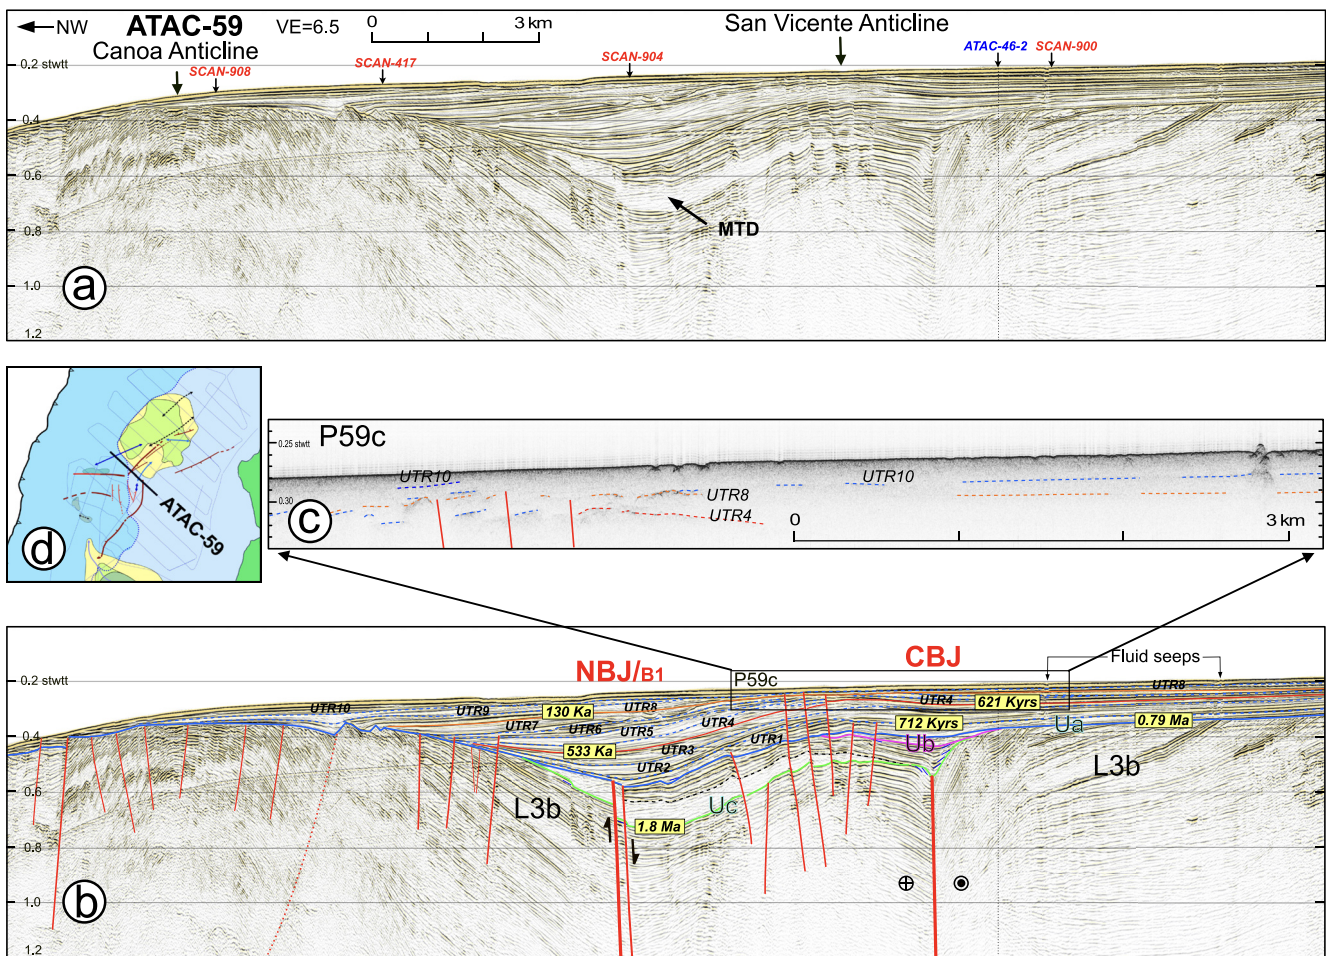 NW
ATAC-59
VE=6.5
0
3 km
San Vicente Anticline
Canoa Anticline
SCAN-908
SCAN-417
SCAN-904
ATAC-46-2
SCAN-900
0.2 stwtt
0.4
0.6
0.8
1.0
1.2
MTD
a
ATAC-59
d
P59c
0.25 stwtt
0.30
UTR10
UTR10
UTR8
UTR4
0
3 km
c
NBJ/B1
CBJ
P59c
Fluid seeps
0.2 stwtt
0.4
0.6
0.8
1.0
1.2
UTR10
UTR9
130 Ka
UTR8
UTR4
621 Kyrs
UTR8
UTR7
UTR6
UTR5
UTR4
712 Kyrs
Ua
0.79 Ma
533 Ka
UTR3
UTR1
Ub
UTR2
L3b
L3b
Uc
1.8 Ma
b